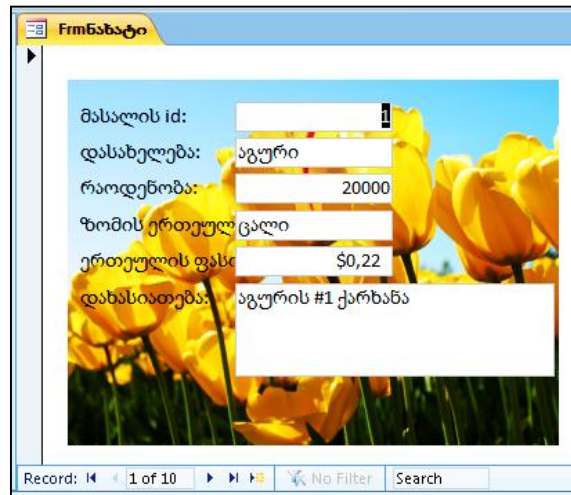 Frmნახატი
მასალის id: 1
დასახელება: აგური
რაოდენობა: 20000
ზომის ერთეულ ცალი
ერთეულის ფასი $0,22
დახასიათება: აგურის #1 ქარხანა
Record: 1 of 10 No Filter Search